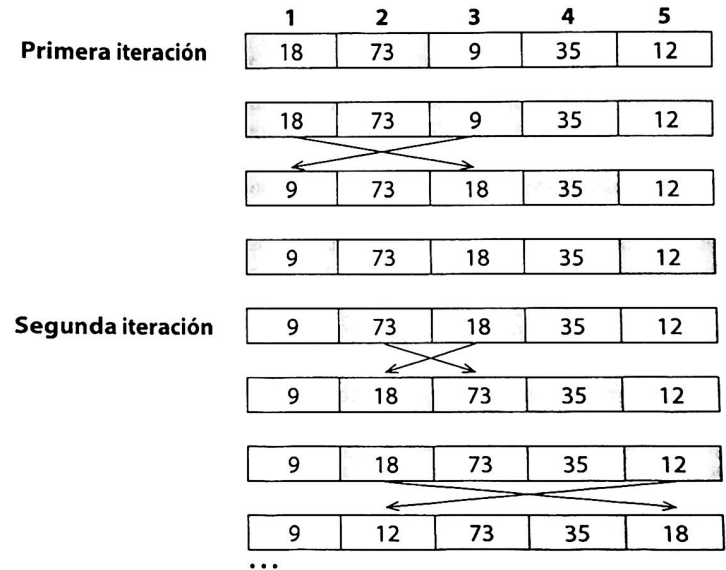 1 2 3 4 5
Primera iteración 18 73 9 35 12
18 73 9 35 12
9 73 18 35 12
9 73 18 35 12
Segunda iteración 9 73 18 35 12
9 18 73 35 12
9 18 73 35 12
9 12 73 35 18
...